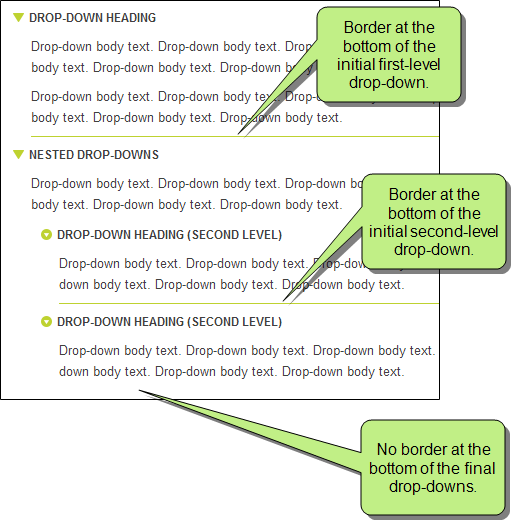 DROP-DOWN HEADING
Drop-down body text. Drop-down body text. Drop-
body text. Drop-down body text. Drop-down bo
Drop-down body text. Drop-down body text. Drop-
body text. Drop-down body text. Drop-down body text.
Border at the
bottom of the
initial first-level
drop-down.
NESTED DROP-DOWNS
Drop-down body text. Drop-down body text. Drop-down bo
body text. Drop-down body text. Drop-down body text.
DROP-DOWN HEADING (SECOND LEVEL)
Drop-down body text. Drop-down body text. Drop-down
down body text. Drop-down body text. Drop-down body text.
Border at the
bottom of the
initial second-level
drop-down.
DROP-DOWN HEADING (SECOND LEVEL)
Drop-down body text. Drop-down body text. Drop-down body text.
down body text. Drop-down body text. Drop-down body text.
No border at the
bottom of the final
drop-downs.